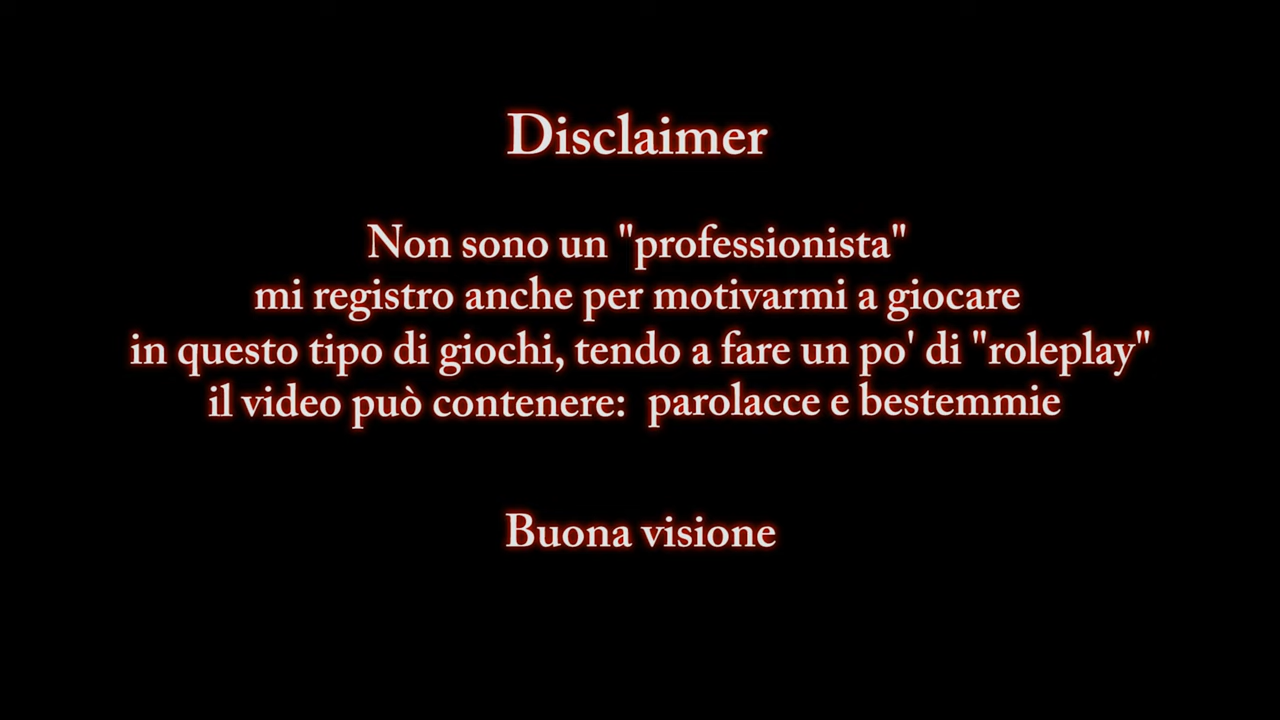 Disclaimer
Non sono un "professionista"
mi registro anche per motivarmi a giocare
in questo tipo di giochi, tendo a fare un po' di "roleplay"
il video può contenere:  parolacce e bestemmie
Buona visione